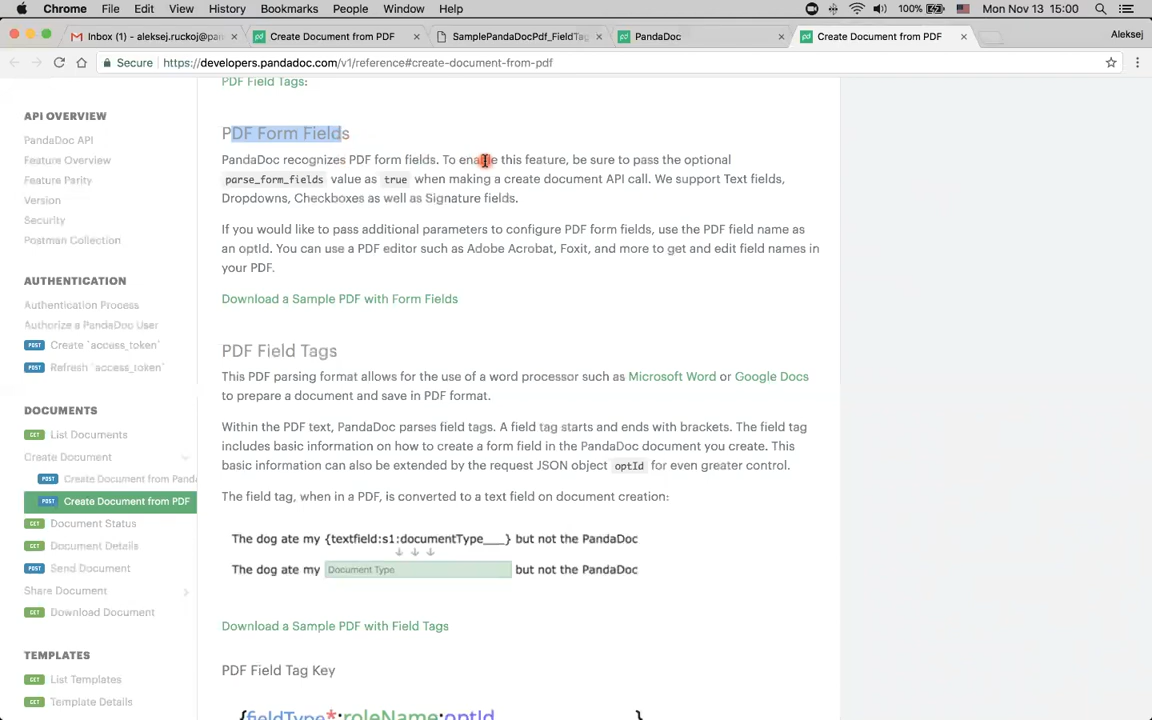 Chrome File Edit View History Bookmarks People Window Help 100% Mon Nov 13 15:00
Inbox (1) - aleksej.ruckoj@pan × Create Document from PDF × SamplePandaDocPdf_FieldTag × PandaDoc × Create Document from PDF × Aleksej
Secure https://developers.pandadoc.com/v1/reference#create-document-from-pdf
API OVERVIEW
PandaDoc API
Feature Overview
Feature Parity
Version
Security
Postman Collection
AUTHENTICATION
Authentication Process
Authorize a PandaDoc User
POST Create `access_token`
POST Refresh `access_token`
DOCUMENTS
GET List Documents
Create Document
POST Create Document from Panda
POST Create Document from PDF
GET Document Status
GET Document Details
POST Send Document
Share Document
GET Download Document
TEMPLATES
GET List Templates
GET Template Details
PDF Field Tags:
PDF Form Fields
PandaDoc recognizes PDF form fields. To enable this feature, be sure to pass the optional
parse_form_fields value as true when making a create document API call. We support Text fields,
Dropdowns, Checkboxes as well as Signature fields.
If you would like to pass additional parameters to configure PDF form fields, use the PDF field name as
an optId. You can use a PDF editor such as Adobe Acrobat, Foxit, and more to get and edit field names in
your PDF.
Download a Sample PDF with Form Fields
PDF Field Tags
This PDF parsing format allows for the use of a word processor such as Microsoft Word or Google Docs
to prepare a document and save in PDF format.
Within the PDF text, PandaDoc parses field tags. A field tag starts and ends with brackets. The field tag
includes basic information on how to create a form field in the PandaDoc document you create. This
basic information can also be extended by the request JSON object optId for even greater control.
The field tag, when in a PDF, is converted to a text field on document creation:
The dog ate my {textfield:s1:documentType___} but not the PandaDoc
↓ ↓ ↓
The dog ate my Document Type but not the PandaDoc
Download a Sample PDF with Field Tags
PDF Field Tag Key
{fieldType*:roleName:optId }